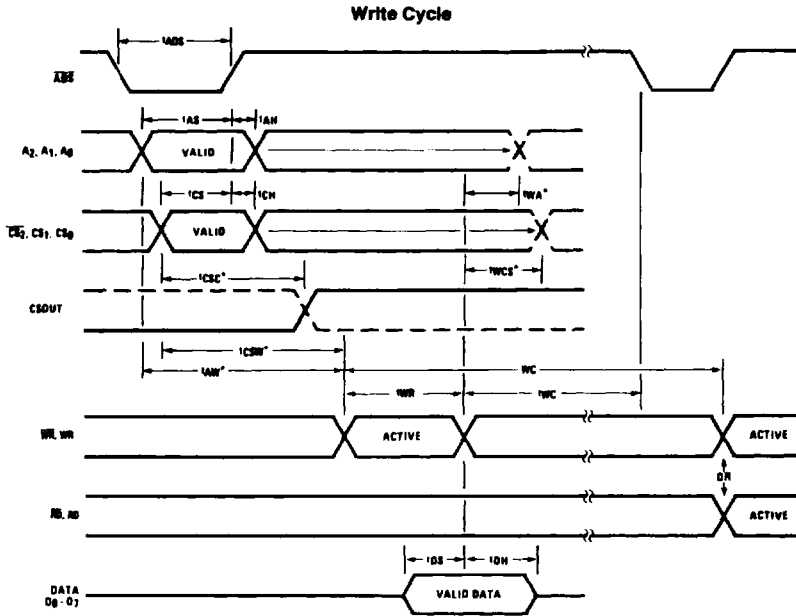 Write Cycle
tADS
ADS
tAS tAH
A2, A1, A0 VALID
tWA*
tCS tCH
CS2, CS1, CS0 VALID
tWCS*
tCSC*
CSOUT
tCSW*
tAW* WC
tWR tWC
WR, WR ACTIVE ACTIVE
OR
RD, RD ACTIVE
tDS tDH
DATA VALID DATA
D0 - D7